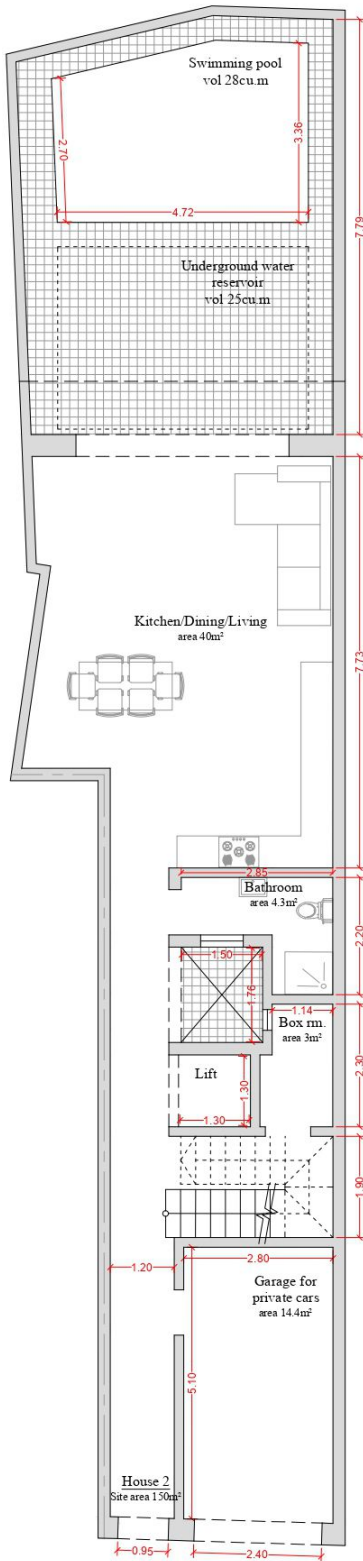 Swimming pool
vol 28cu.m
3.36
2.70
4.72
7.79
Underground water
reservoir
vol 25cu.m
Kitchen/Dining/Living
area 40m²
7.73
2.85
Bathroom
area 4.3m²
2.20
1.50
1.76
1.14
Box rm.
area 3m²
2.30
Lift
1.30
1.30
1.90
1.20
2.80
Garage for
private cars
area 14.4m²
5.10
House 2
Site area 150m²
0.95
2.40